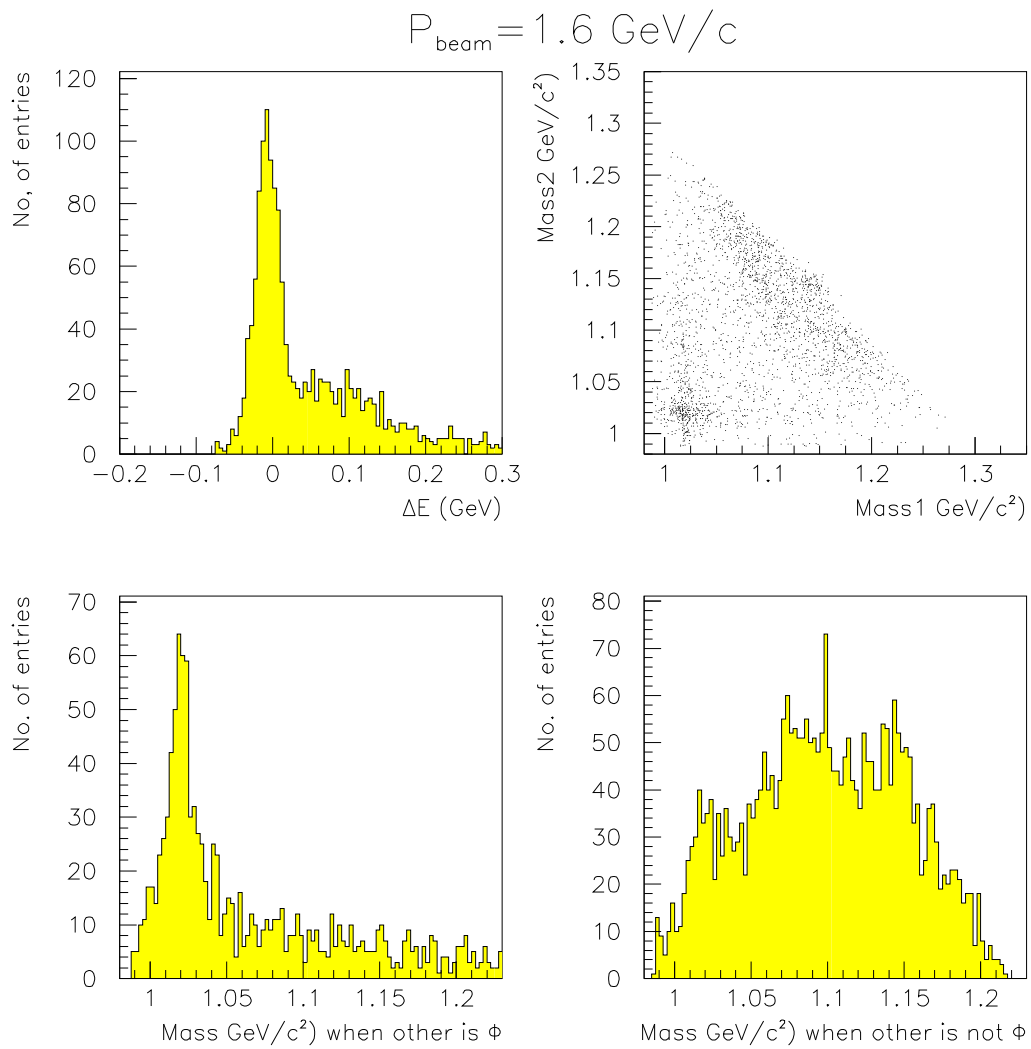 P_beam=1.6 GeV/c
No, of entries
120
100
80
60
40
20
0
−0.2 −0.1 0 0.1 0.2 0.3
ΔE (GeV)
Mass2 GeV/c²)
1.35
1.3
1.25
1.2
1.15
1.1
1.05
1
1 1.1 1.2 1.3
Mass1 GeV/c²)
No. of entries
70
60
50
40
30
20
10
0
1 1.05 1.1 1.15 1.2
Mass GeV/c²) when other is Φ
No. of entries
80
70
60
50
40
30
20
10
0
1 1.05 1.1 1.15 1.2
Mass GeV/c²) when other is not Φ